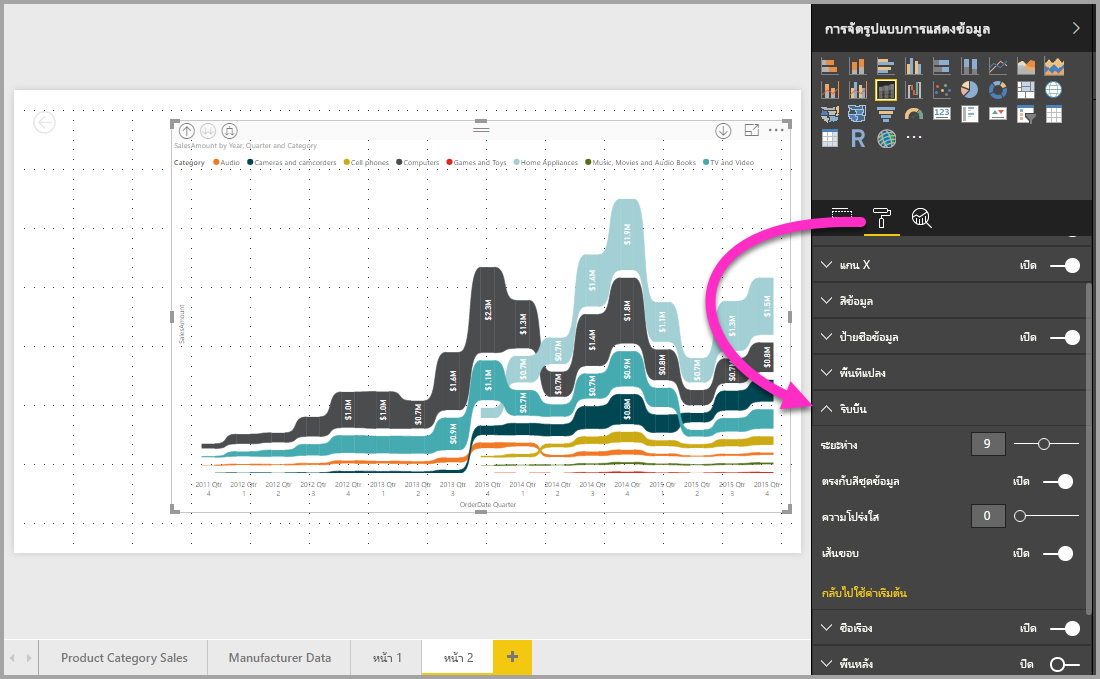 การจัดรูปแบบการแสดงข้อมูล
SalesAmount by Year, Quarter and Category
Category Audio Cameras and camcorders Cell phones Computers Games and Toys Home Appliances Music, Movies and Audio Books TV and Video
SalesAmount
$1.0M $1.0M $0.7M $1.6M $0.9M $2.3M $1.1M $1.3M $0.7M $0.7M $0.7M $0.7M $1.4M $1.4M $0.7M $1.9M $1.8M $0.9M $0.8M $1.1M $0.8M $0.7M $1.3M $1.5M $0.8M
2011 Qtr 2012 Qtr 2012 Qtr 2012 Qtr 2012 Qtr 2013 Qtr 2013 Qtr 2013 Qtr 2013 Qtr 2014 Qtr 2014 Qtr 2014 Qtr 2014 Qtr 2015 Qtr 2015 Qtr 2015 Qtr 2015 Qtr
4 1 2 3 4 1 2 3 4 1 2 3 4 1 2 3 4
OrderDate Quarter
123
R
แกน X เปิด
สีข้อมูล
ป้ายชื่อข้อมูล เปิด
พื้นที่แปลง
ริบบิ้น
ระยะห่าง 9
ตรงกับสีชุดข้อมูล เปิด
ความโปร่งใส 0
เส้นขอบ เปิด
กลับไปใช้ค่าเริ่มต้น
ชื่อเรื่อง เปิด
พื้นหลัง ปิด
Product Category Sales Manufacturer Data หน้า 1 หน้า 2 +